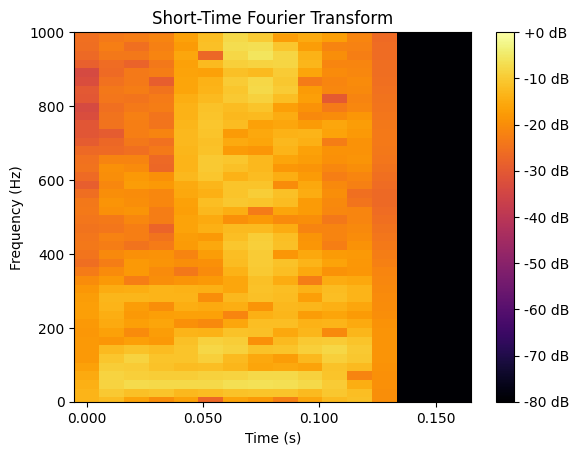 Short-Time Fourier Transform
1000
800
600
400
200
0
Frequency (Hz)
0.000
0.050
0.100
0.150
Time (s)
+0 dB
-10 dB
-20 dB
-30 dB
-40 dB
-50 dB
-60 dB
-70 dB
-80 dB